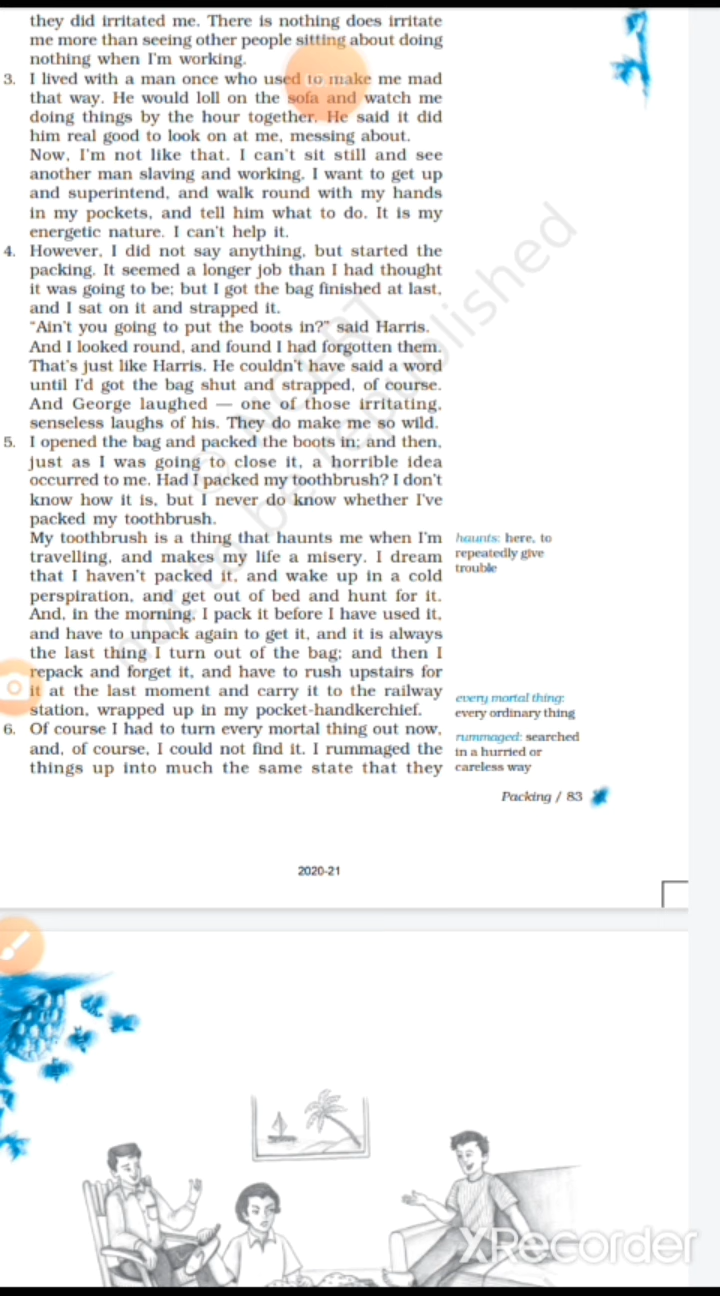 they did irritated me. There is nothing does irritate
me more than seeing other people sitting about doing
nothing when I'm working.
3. I lived with a man once who used to make me mad
that way. He would loll on the sofa and watch me
doing things by the hour together. He said it did
him real good to look on at me, messing about.
Now, I'm not like that. I can't sit still and see
another man slaving and working. I want to get up
and superintend, and walk round with my hands
in my pockets, and tell him what to do. It is my
energetic nature. I can't help it.
4. However, I did not say anything, but started the
packing. It seemed a longer job than I had thought
it was going to be; but I got the bag finished at last,
and I sat on it and strapped it.
"Ain't you going to put the boots in?" said Harris.
And I looked round, and found I had forgotten them.
That's just like Harris. He couldn't have said a word
until I'd got the bag shut and strapped, of course.
And George laughed — one of those irritating,
senseless laughs of his. They do make me so wild.
5. I opened the bag and packed the boots in; and then,
just as I was going to close it, a horrible idea
occurred to me. Had I packed my toothbrush? I don't
know how it is, but I never do know whether I've
packed my toothbrush.
My toothbrush is a thing that haunts me when I'm
travelling, and makes my life a misery. I dream
that I haven't packed it, and wake up in a cold
perspiration, and get out of bed and hunt for it.
And, in the morning, I pack it before I have used it,
and have to unpack again to get it, and it is always
the last thing I turn out of the bag; and then I
repack and forget it, and have to rush upstairs for
it at the last moment and carry it to the railway
station, wrapped up in my pocket-handkerchief.
6. Of course I had to turn every mortal thing out now,
and, of course, I could not find it. I rummaged the
things up into much the same state that they
haunts: here, to
repeatedly give
trouble
every mortal thing:
every ordinary thing
rummaged: searched
in a hurried or
careless way
Packing / 83
2020-21
© NCERT
not to be republished
XRecorder